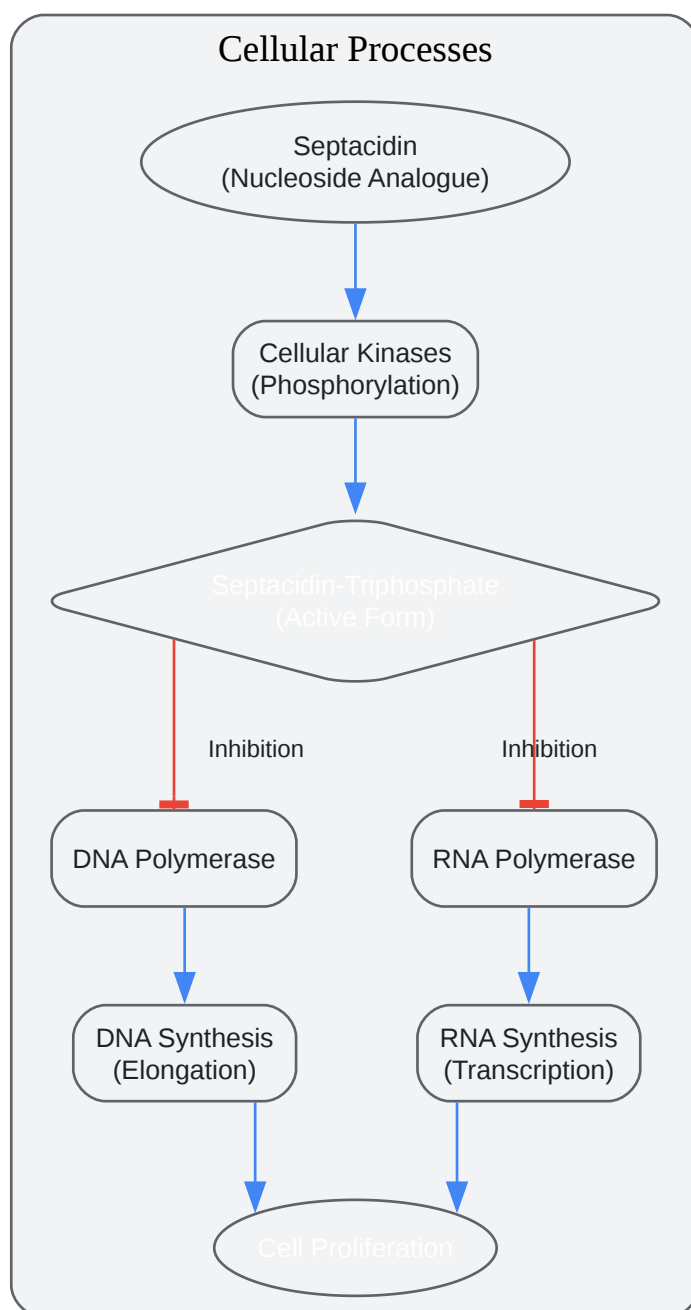 Cellular Processes
Septacidin
(Nucleoside Analogue)
Cellular Kinases
(Phosphorylation)
Septacidin-Triphosphate
(Active Form)
Inhibition
Inhibition
DNA Polymerase
RNA Polymerase
DNA Synthesis
(Elongation)
RNA Synthesis
(Transcription)
Cell Proliferation